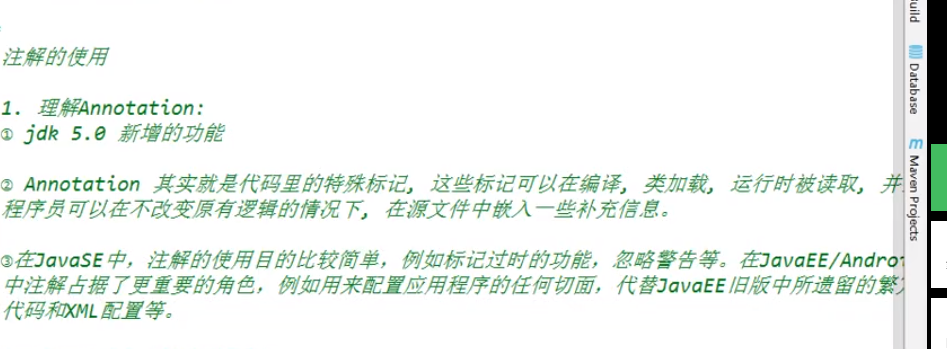 注解的使用
1. 理解Annotation:
① jdk 5.0 新增的功能
② Annotation 其实就是代码里的特殊标记, 这些标记可以在编译, 类加载, 运行时被读取, 并
程序员可以在不改变原有逻辑的情况下, 在源文件中嵌入一些补充信息。
③在JavaSE中，注解的使用目的比较简单，例如标记过时的功能，忽略警告等。在JavaEE/Andro
中注解占据了更重要的角色，例如用来配置应用程序的任何切面，代替JavaEE旧版中所遗留的繁
代码和XML配置等。
Build
Database
Maven Projects